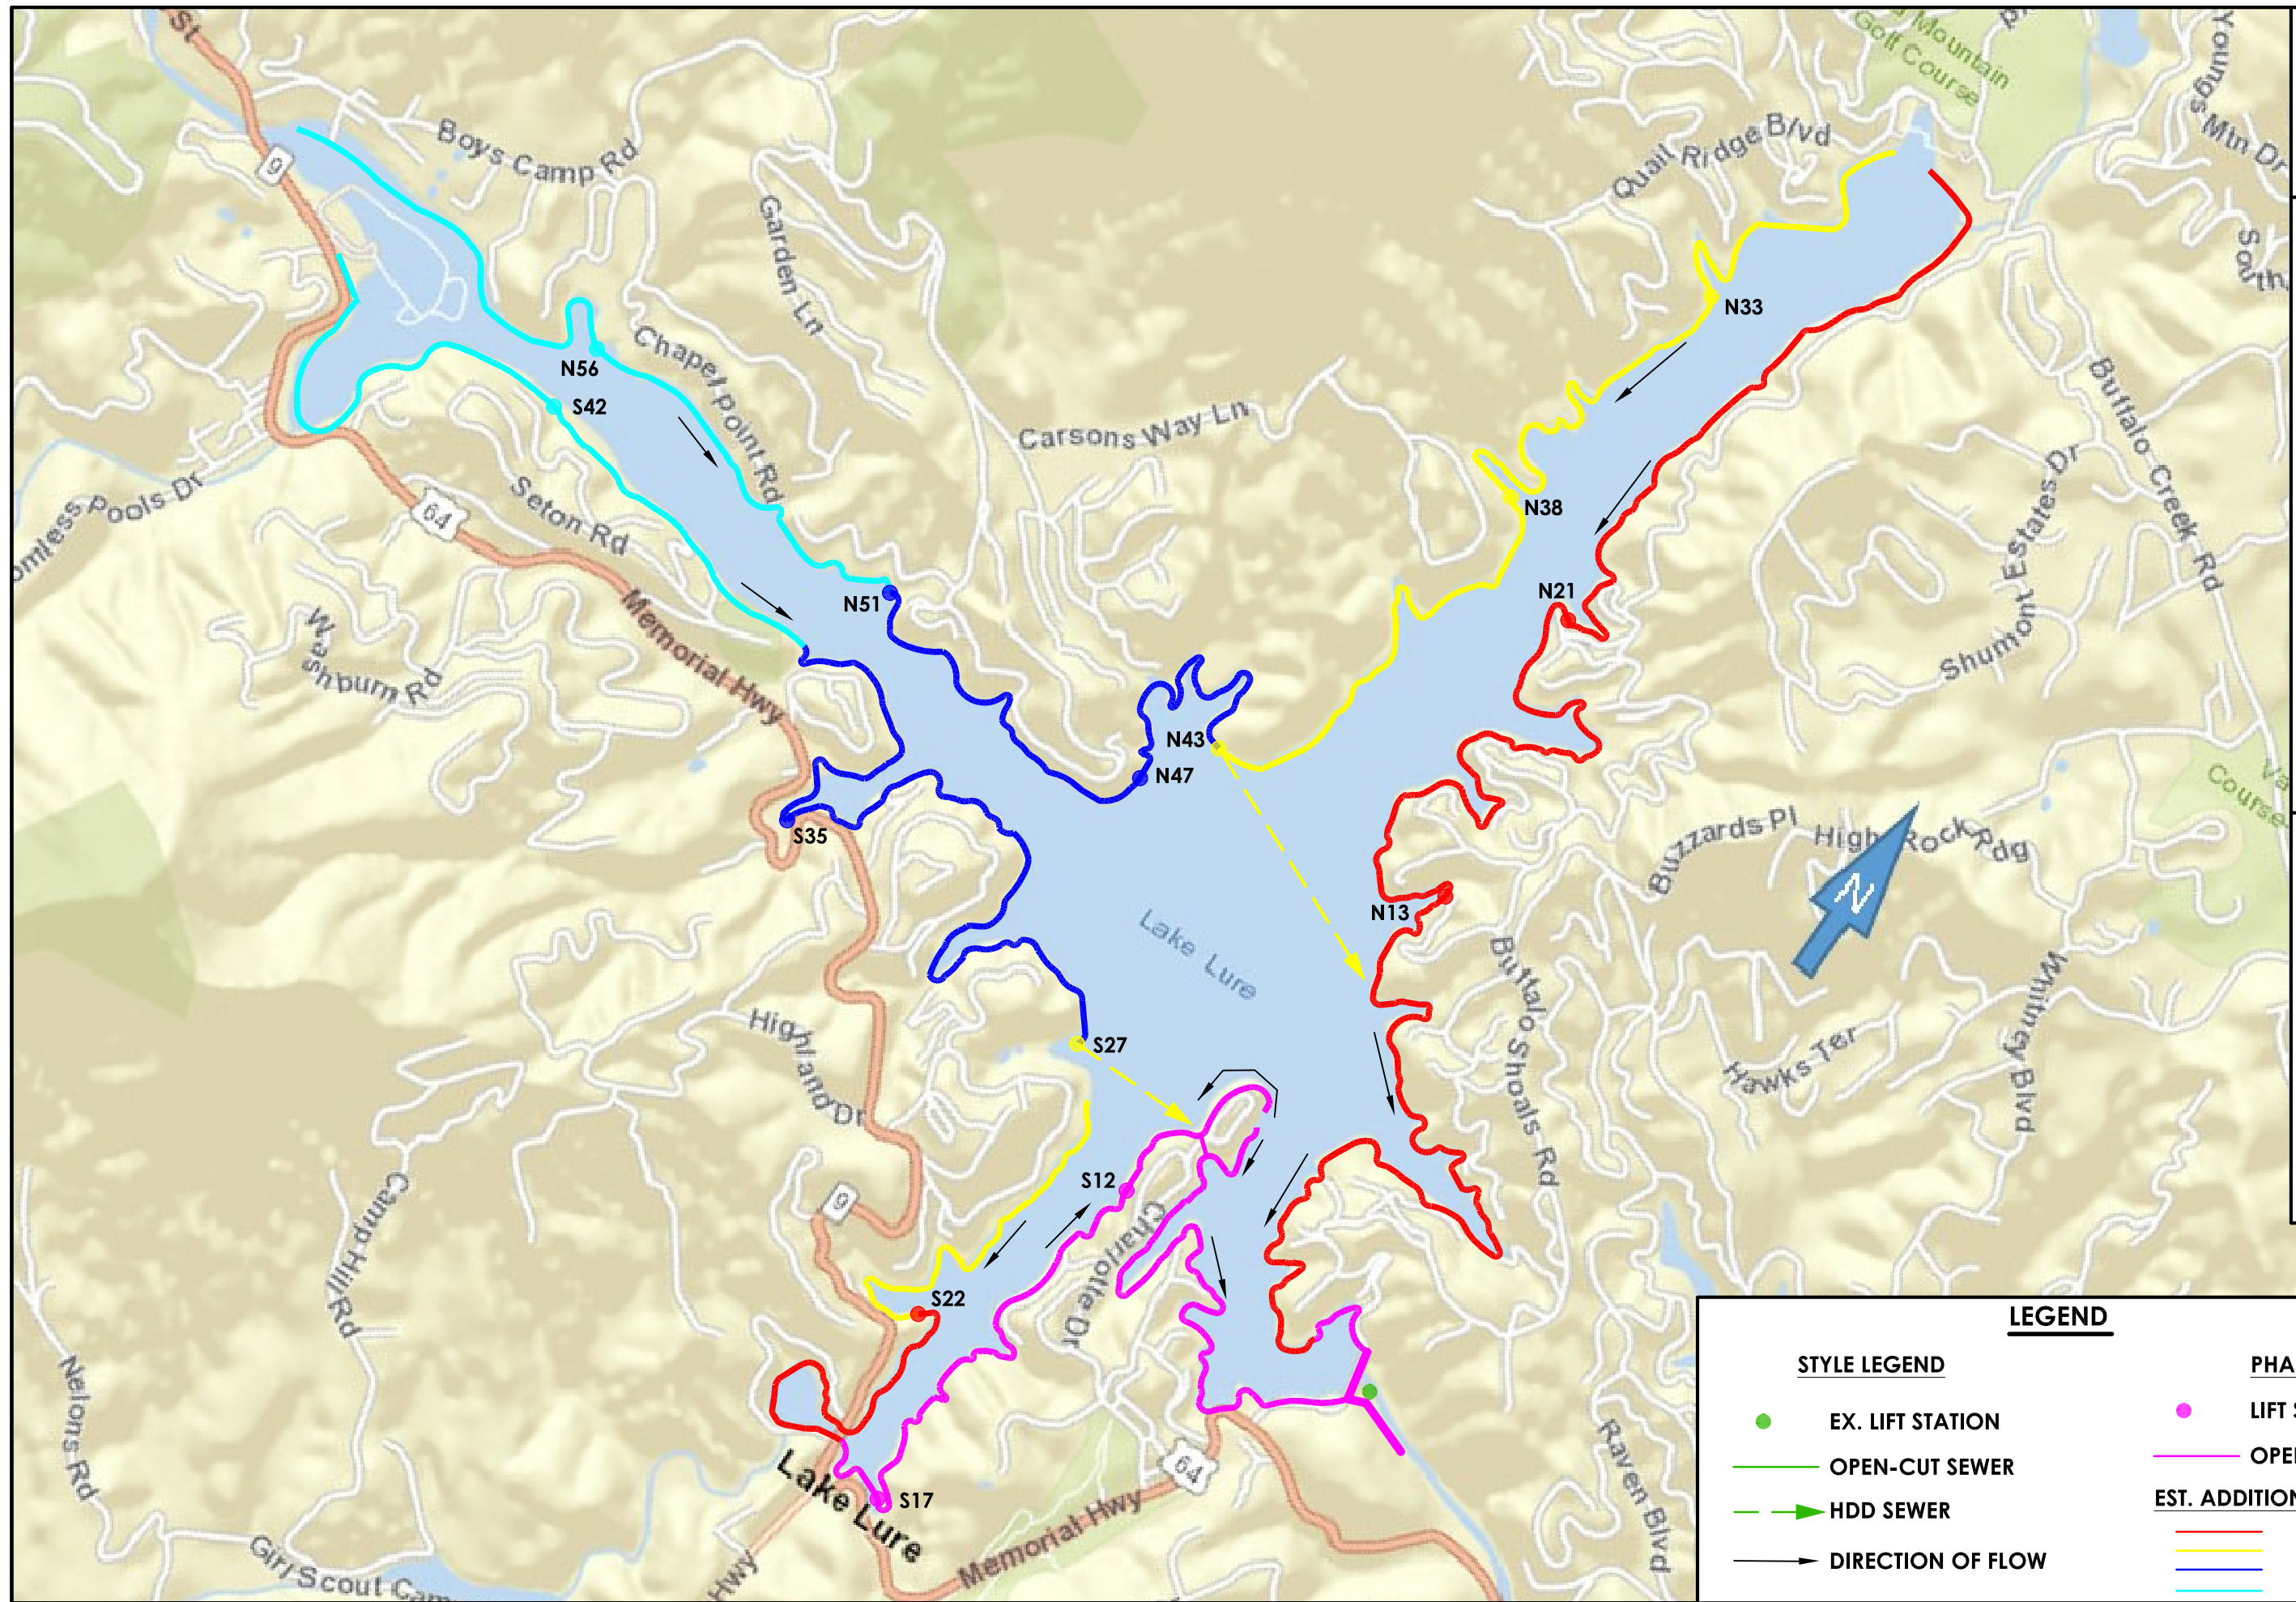 St
Mountain
Golf Course
Youngs Mtn Dr
9
Boys Camp Rd
Quail Ridge Blvd
Garden Ln
South
N33
Chapel point Rd
N56
S42
Buffalo Creek Rd
Carsons Way Ln
Pools Dr
64
Seton Rd
N38
Shumont Estates Dr
N51
N21
Washburn Rd
Memorial Hwy
N43
N47
S35
Course
Buzzards Pl
High Rock Rdg
N
N13
Lake Lure
Highland Dr
S27
Buffalo Shoals Rd
Hawks Ter
Whitney Blvd
S12
Charlotte Dr
9
Camp Hill Rd
S22
Nelons Rd
S17
Lake Lure
64
Memorial Hwy
Raven Blvd
Girl Scout Cam
Hwy
LEGEND
STYLE LEGEND
EX. LIFT STATION
OPEN-CUT SEWER
HDD SEWER
DIRECTION OF FLOW
PHA
LIFT S
OPE
EST. ADDITION